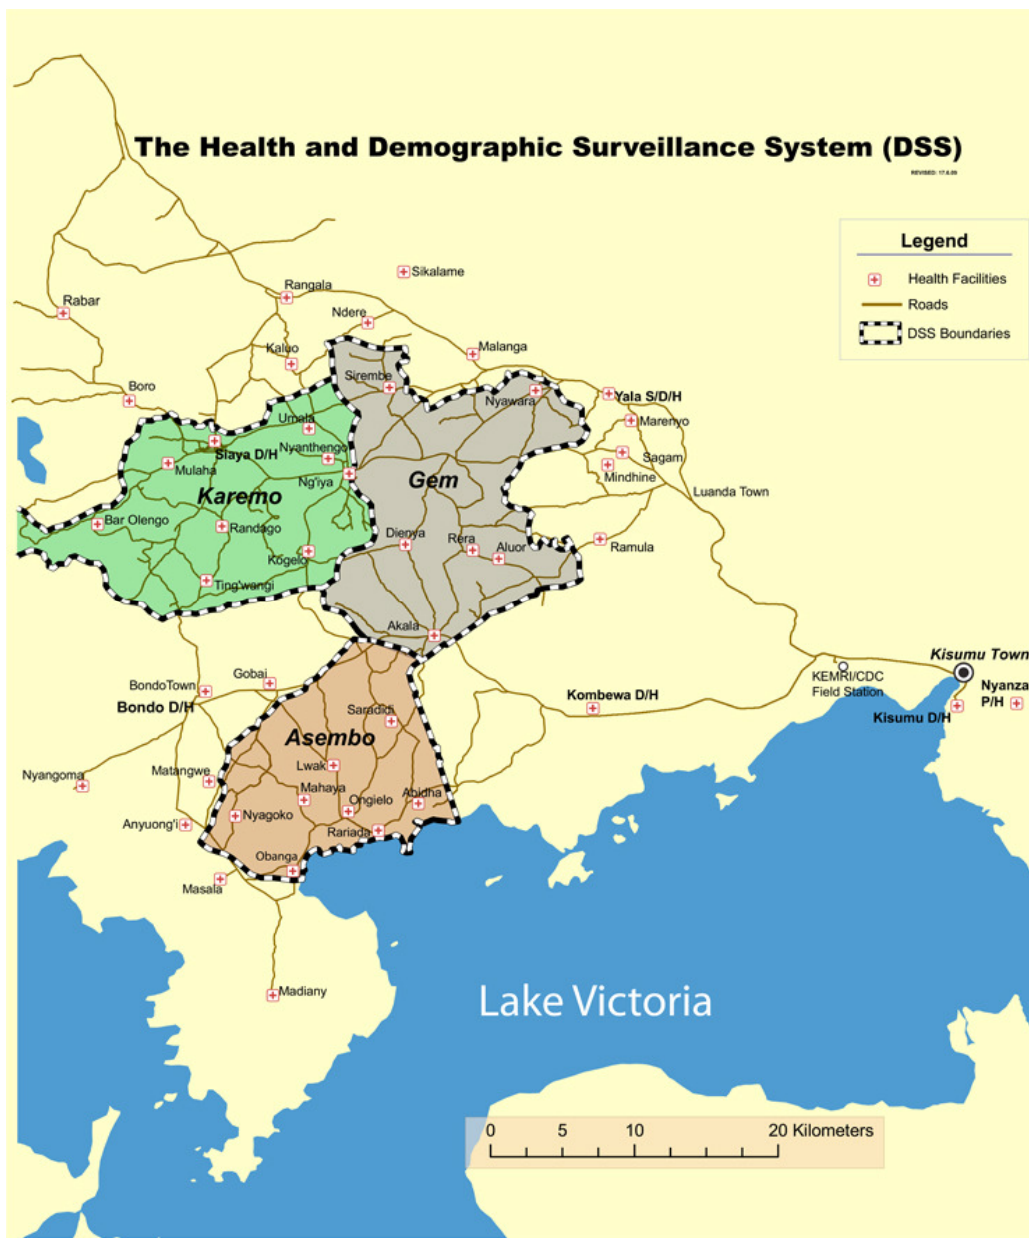 The Health and Demographic Surveillance System (DSS)
REVISED: 17.6.09
Legend
Health Facilities
Roads
DSS Boundaries
Sikalame
Rangala
Rabar
Ndere
Malanga
Kaluo
Sirembe
Boro
Nyawara
Yala S/D/H
Umala
Marenyo
Siaya D/H
Nyanthengo
Sagam
Mulaha
Mindhine
Ng'iya
Gem
Karemo
Luanda Town
Bar Olengo
Randago
Dienya
Rera
Aluor
Ramula
Kogelo
Ting'wangi
Akala
Kisumu Town
Gobai
KEMRI/CDC
Field Station
BondoTown
Bondo D/H
Kombewa D/H
Nyanza
P/H
Saradidi
Kisumu D/H
Asembo
Lwak
Nyangoma
Matangwe
Mahaya
Abidha
Ongielo
Nyagoko
Anyuong'i
Rariada
Obanga
Masala
Madiany
Lake Victoria
0 5 10 20 Kilometers